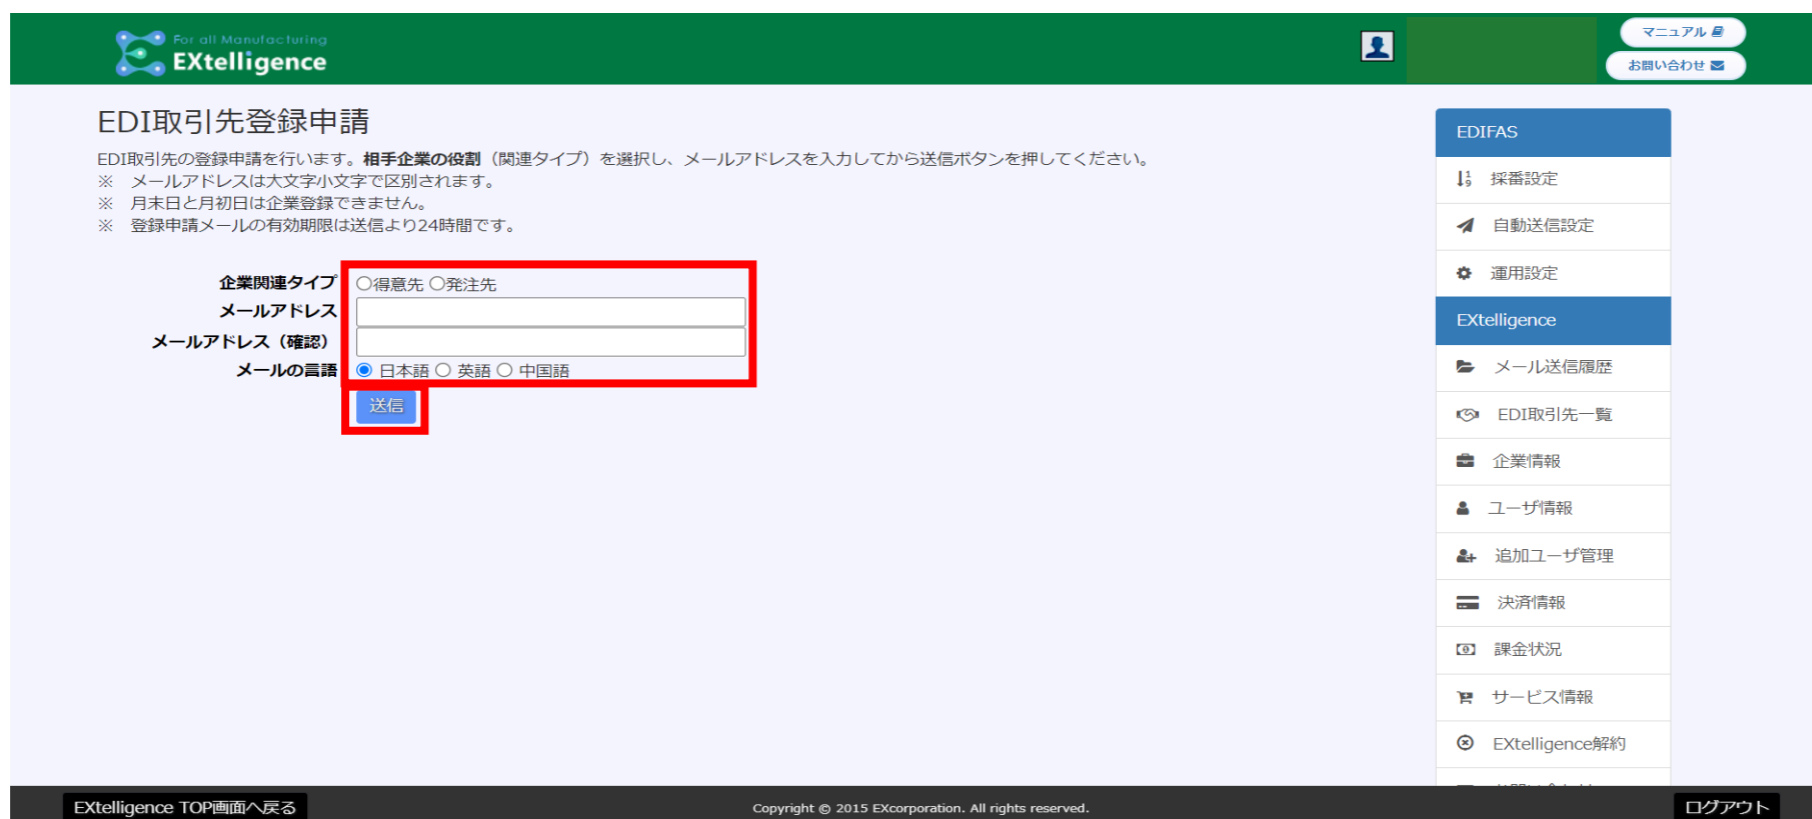 For all Manufacturing
EXtelligence
マニュアル
お問い合わせ
EDI取引先登録申請
EDI取引先の登録申請を行います。相手企業の役割（関連タイプ）を選択し、メールアドレスを入力してから送信ボタンを押してください。
※　メールアドレスは大文字小文字で区別されます。
※　月末日と月初日は企業登録できません。
※　登録申請メールの有効期限は送信より24時間です。
企業関連タイプ ○得意先 ○発注先
メールアドレス
メールアドレス（確認）
メールの言語 日本語 英語 中国語
送信
EDIFAS
採番設定
自動送信設定
運用設定
EXtelligence
メール送信履歴
EDI取引先一覧
企業情報
ユーザ情報
追加ユーザ管理
決済情報
課金状況
サービス情報
EXtelligence解約
EXtelligence TOP画面へ戻る
Copyright © 2015 EXcorporation. All rights reserved.
ログアウト